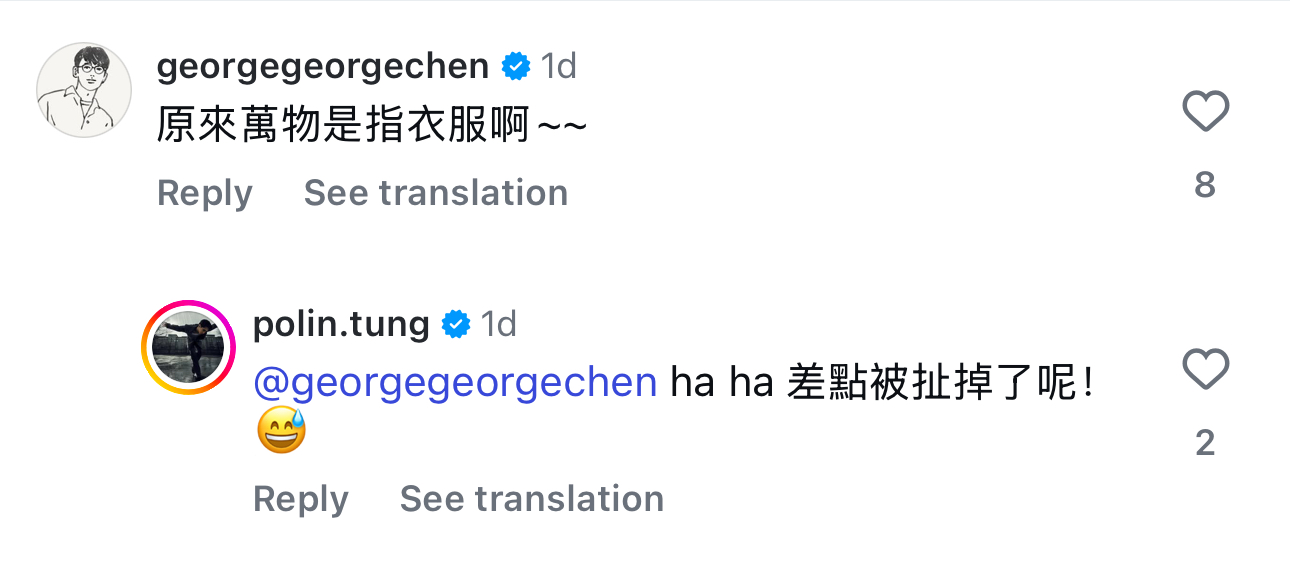 georgegeorgechen 1d
原來萬物是指衣服啊~~
Reply See translation
8
polin.tung 1d
@georgegeorgechen ha ha 差點被扯掉了呢！
😅
2
Reply See translation